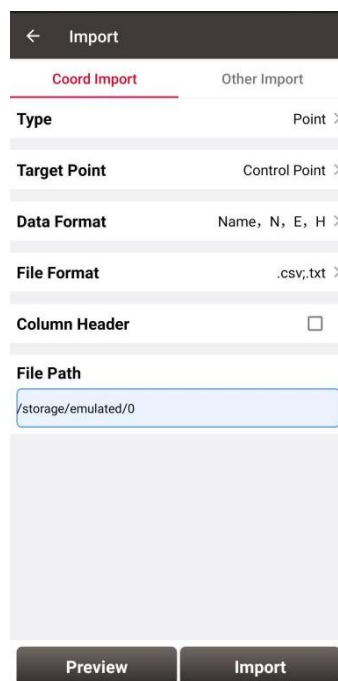 Import
Coord Import Other Import
Type Point
Target Point Control Point
Data Format Name，N，E，H
File Format .csv;.txt
Column Header
File Path
/storage/emulated/0
Preview Import